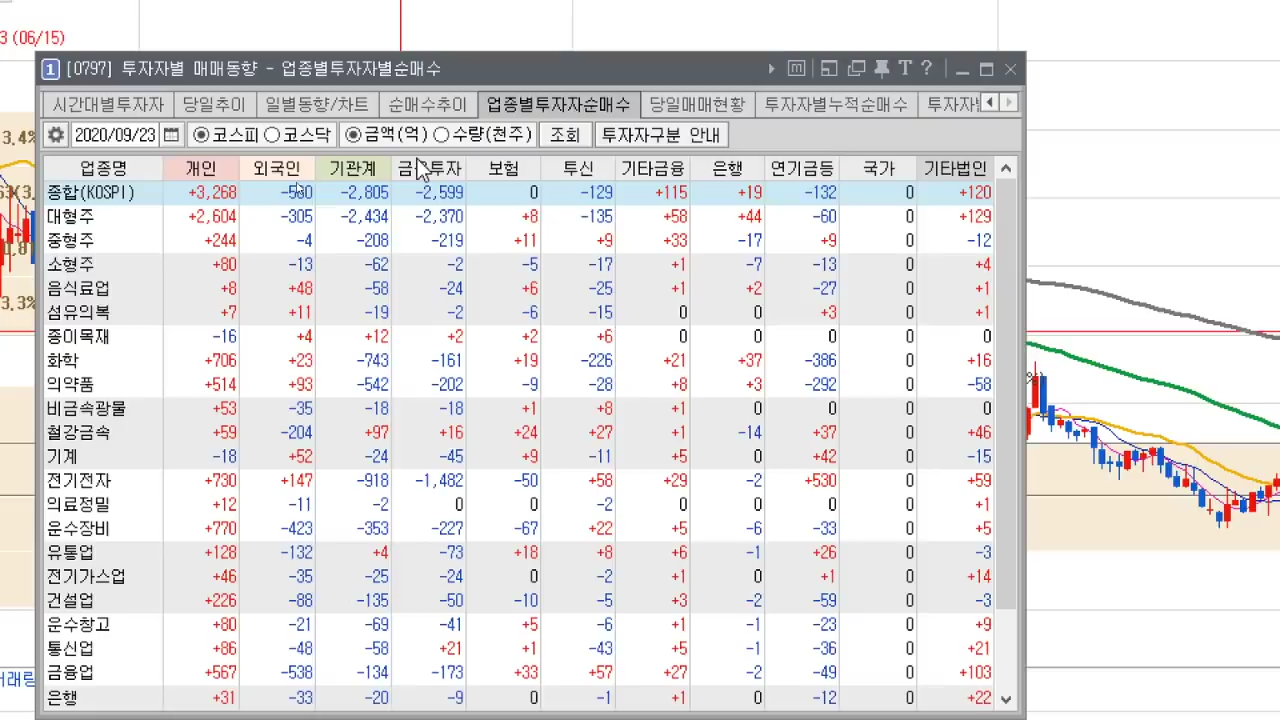 3 (06/15)
1 [0797] 투자자별 매매동향 - 업종별투자자별순매수
시간대별투자자 당일추이 일별동향/차트 순매수추이 업종별투자자순매수 당일매매현황 투자자별누적순매수
2020/09/23 코스피 코스닥 금액(억) 수량(천주) 조회 투자자구분 안내
업종명 개인 외국인 기관계 보험 투신 기타금융 은행 연기금등 국가 기타법인
종합(KOSPI) +3,268 -2,805 -2,599 0 -129 +115 +19 -132 0 +120
대형주 +2,604 -305 -2,434 -2,370 +8 -135 +58 +44 -60 0 +129
중형주 +244 -4 -208 -219 +11 +9 +33 -17 +9 0 -12
소형주 +80 -13 -62 -2 -5 -17 +1 -7 -13 0 +4
음식료업 +8 +48 -58 -24 +6 -25 +1 +2 -27 0 +1
섬유의복 +7 +11 -19 -2 -6 -15 0 0 +3 0 +1
종이목재 -16 +4 +12 +2 +2 +6 0 0 0 0 0
화학 +706 +23 -743 -161 +19 -226 +21 +37 -386 0 +16
의약품 +514 +93 -542 -202 -9 -28 +8 +3 -292 0 -58
비금속광물 +53 -35 -18 -18 +1 +8 +1 0 0 0 0
철강금속 +59 -204 +97 +16 +24 +27 +1 -14 +37 0 +46
기계 -18 +52 -24 -45 +9 -11 +5 0 +42 0 -15
전기전자 +730 +147 -918 -1,482 -50 +58 +29 -2 +530 0 +59
의료정밀 +12 -11 -2 0 0 -2 0 0 0 0 +1
운수장비 +770 -423 -353 -227 -67 +22 +5 -6 -33 0 +5
유통업 +128 -132 +4 -73 +18 +8 +6 -1 +26 0 -3
전기가스업 +46 -35 -25 -24 0 -2 +1 0 +1 0 +14
건설업 +226 -88 -135 -50 -10 -5 +3 -2 -59 0 -3
운수창고 +80 -21 -69 -41 +5 -6 +1 -1 -23 0 +9
통신업 +86 -48 -58 +21 +1 -43 +5 -1 -36 0 +21
금융업 +567 -538 -134 -173 +33 +57 +27 -2 -49 0 +103
은행 +31 -33 -20 -9 0 -1 +1 0 -12 0 +22
3.4%
3.3%